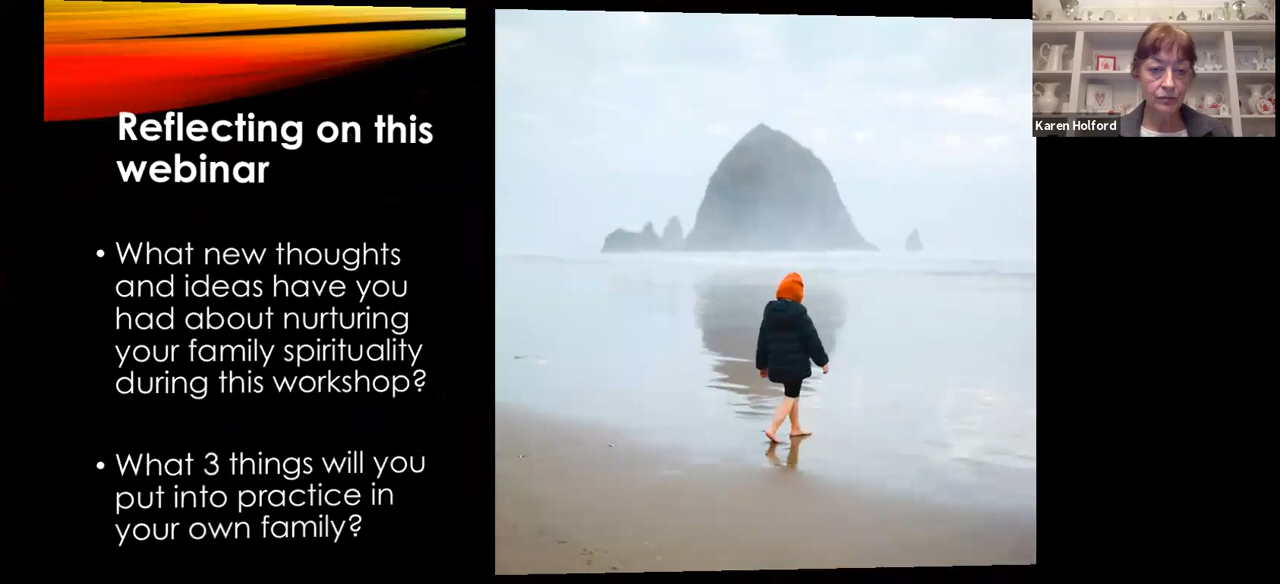 Reflecting on this
webinar
• What new thoughts
and ideas have you
had about nurturing
your family spirituality
during this workshop?
• What 3 things will you
put into practice in
your own family?
Karen Holford